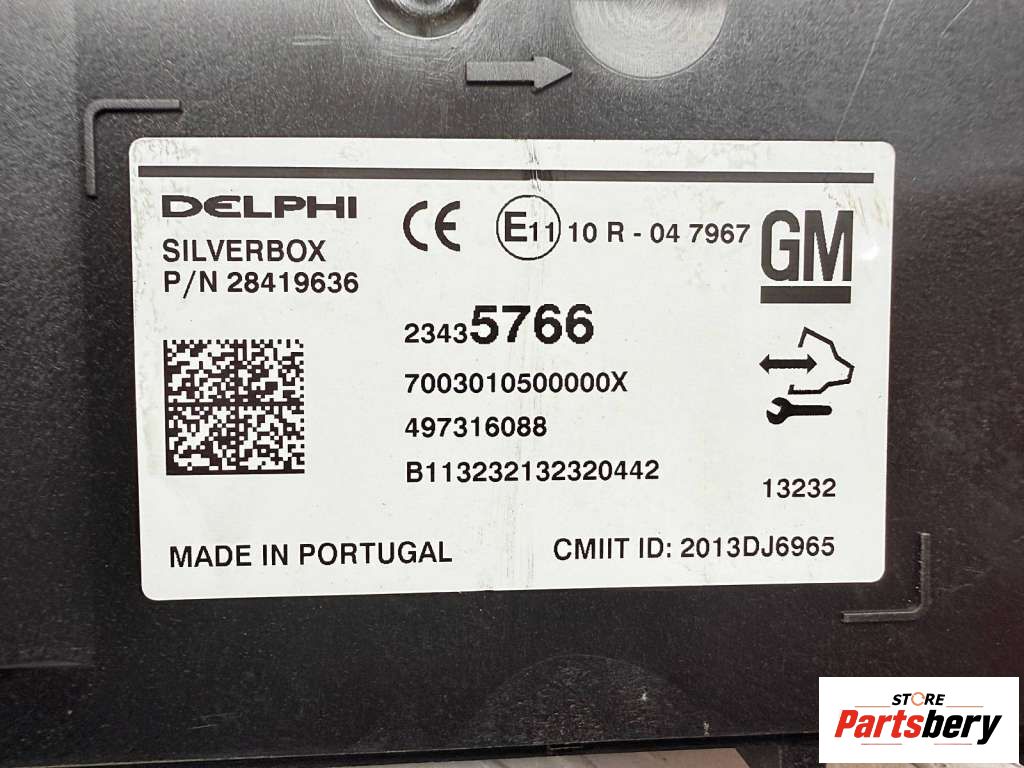 DELPHI
SILVERBOX
P/N 28419636
CE
E11 10 R - 04 7967
GM
23435766
7003010500000X
497316088
B113232132320442
13232
MADE IN PORTUGAL
CMIIT ID: 2013DJ6965
STORE
Partsbery